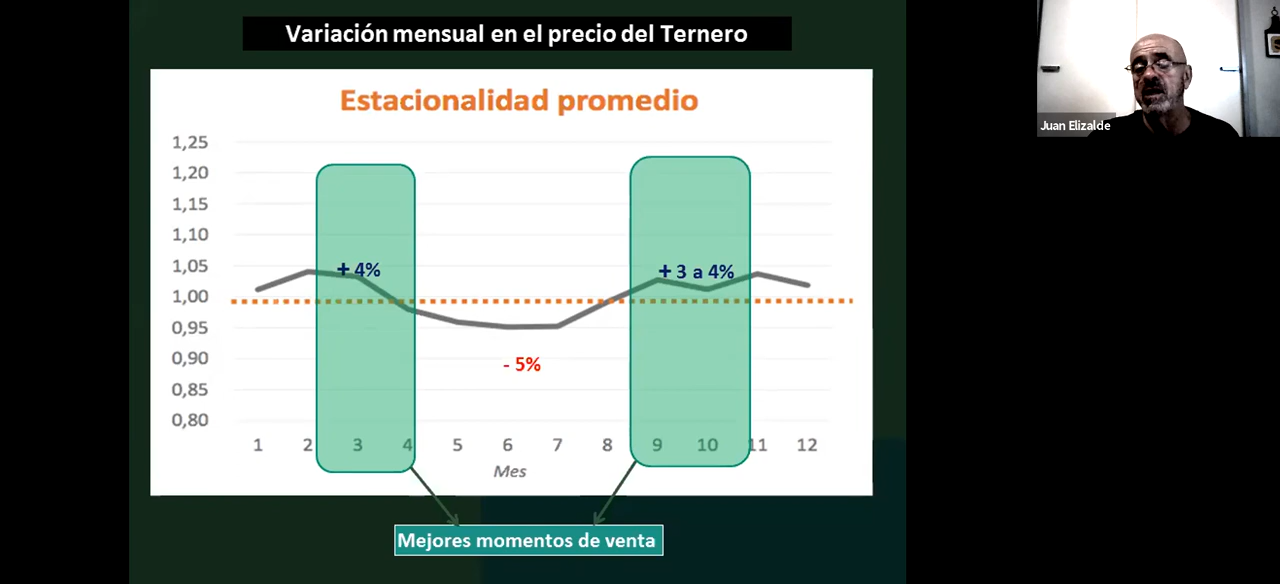 Variación mensual en el precio del Ternero
Juan Elizalde
Estacionalidad promedio
1,25
1,20
1,15
1,10
1,05
1,00
0,95
0,90
0,85
0,80
+ 4%
+ 3 a 4%
- 5%
1 2 3 4 5 6 7 8 9 10 11 12
Mes
Mejores momentos de venta